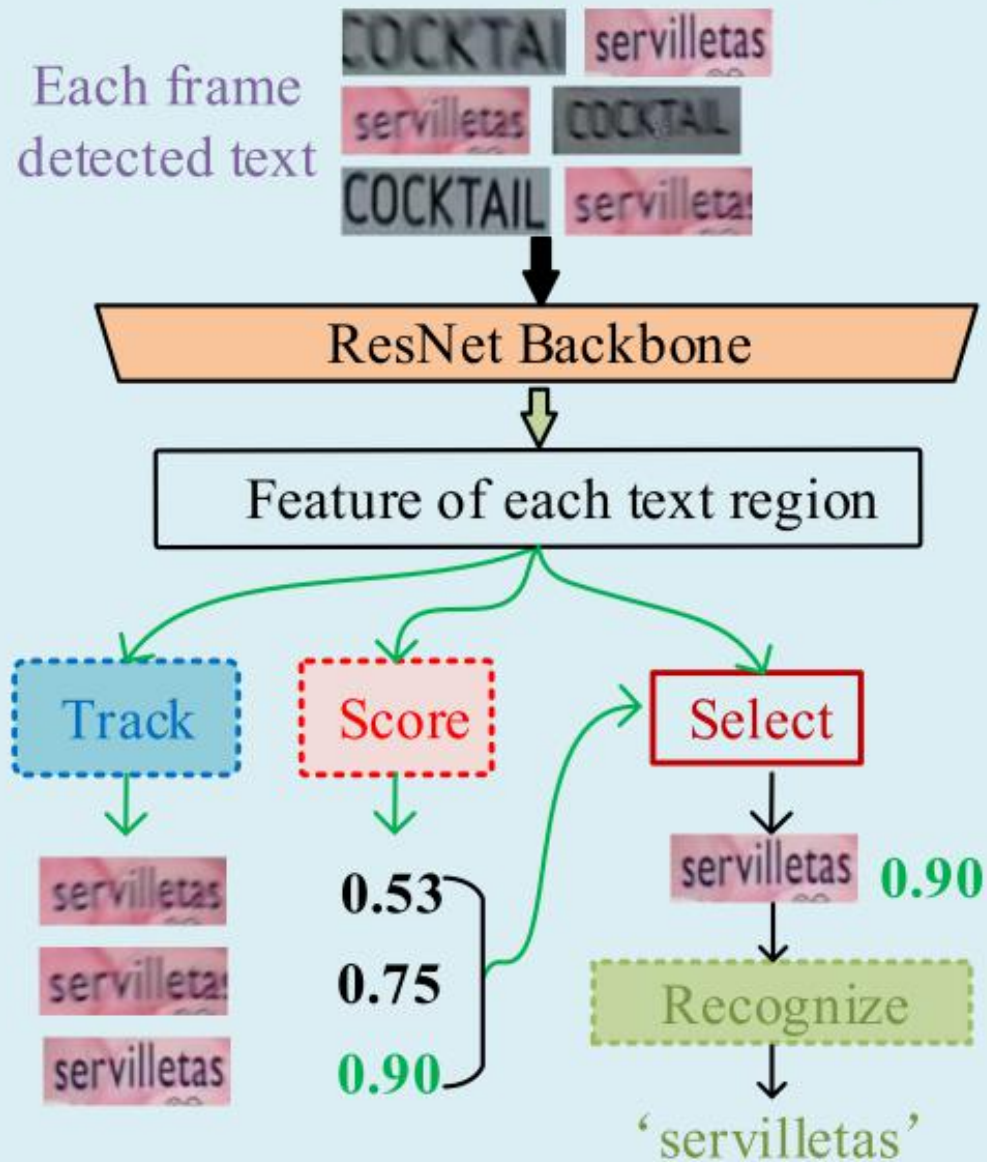 COCKTAI servilletas
Each frame
detected text
servilletas COCKTAIL
COCKTAIL servilletas
ResNet Backbone
Feature of each text region
Track Score Select
servilletas 0.53
servilletas 0.90
servilletas 0.75
Recognize
servilletas 0.90
‘servilletas’